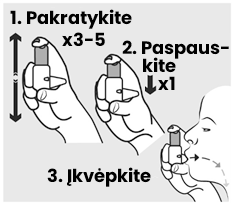 1. Pakratykite
x3-5
2. Paspaus-
kite
x1
3. Įkvėpkite